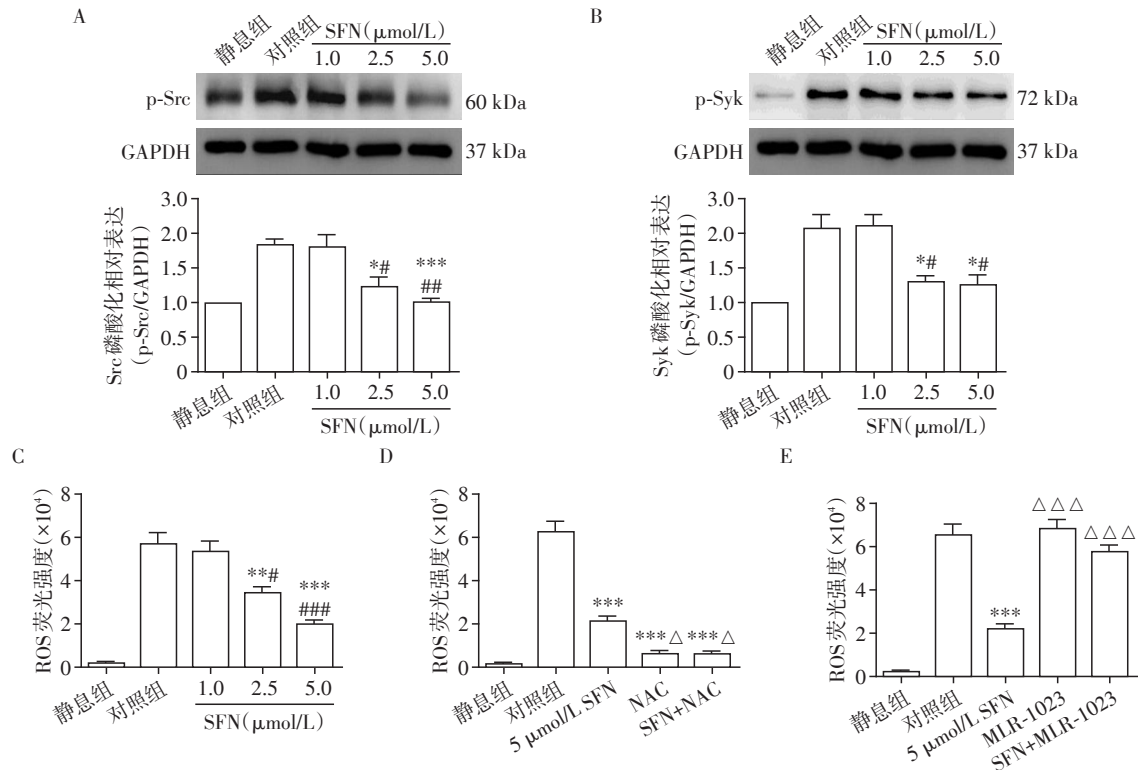 A
静息组
对照组
SFN(μmol/L)
1.0 2.5 5.0
p-Src
60 kDa
GAPDH
37 kDa
Src磷酸化相对表达
(p-Src/GAPDH)
3.0
2.5
2.0
1.5
1.0
0.5
0
*#
***
##
静息组
对照组
1.0 2.5 5.0
SFN(μmol/L)
B
静息组
对照组
SFN(μmol/L)
1.0 2.5 5.0
p-Syk
72 kDa
GAPDH
37 kDa
Syk磷酸化相对表达
(p-Syk/GAPDH)
3.0
2.5
2.0
1.5
1.0
0.5
0
*#
*#
静息组
对照组
1.0 2.5 5.0
SFN(μmol/L)
C
ROS荧光强度(×10⁴)
8
6
4
2
0
**#
***
###
静息组
对照组
1.0 2.5 5.0
SFN(μmol/L)
D
ROS荧光强度(×10⁴)
8
6
4
2
0
***
***△
***△
静息组
对照组
5 μmol/L SFN
NAC
SFN+NAC
E
ROS荧光强度(×10⁴)
8
6
4
2
0
***
△△△
△△△
静息组
对照组
5 μmol/L SFN
MLR-1023
SFN+MLR-1023